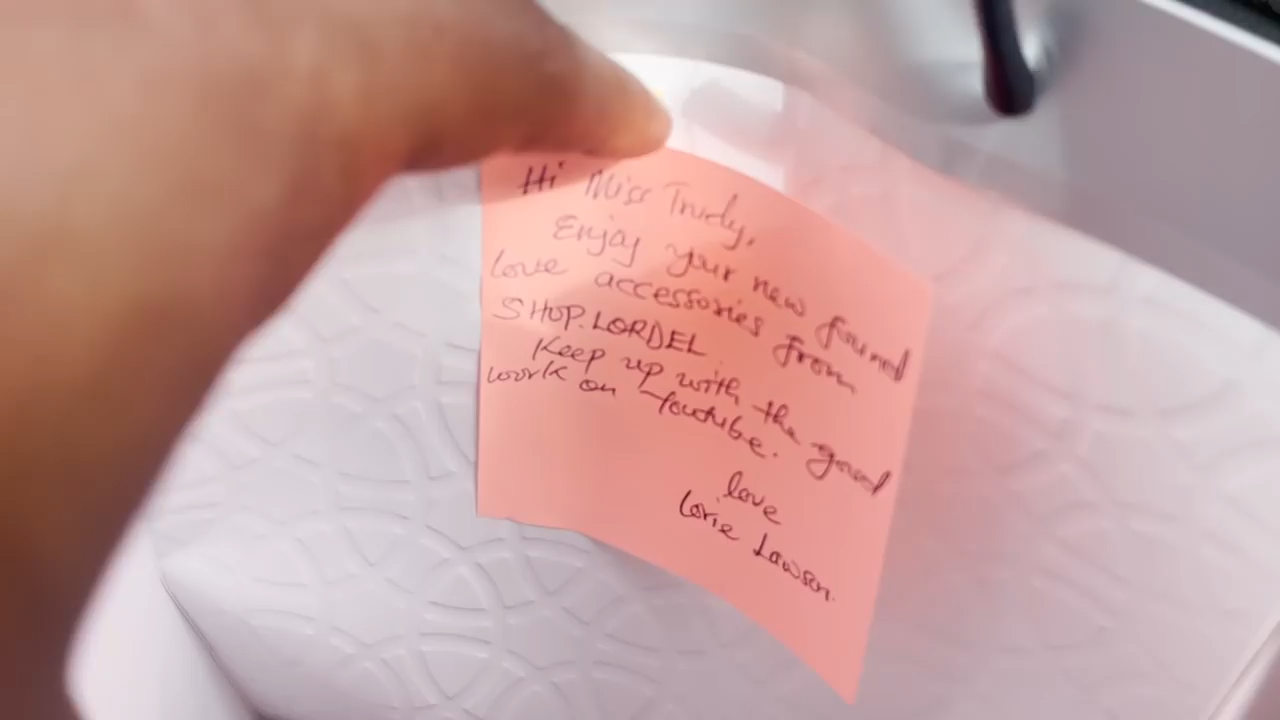 Hi Miss Trudy,
Enjoy your new found
love accessories from
SHOP.LORDEL.
Keep up with the good
work on Youtube.
love
Lorie Lawson.